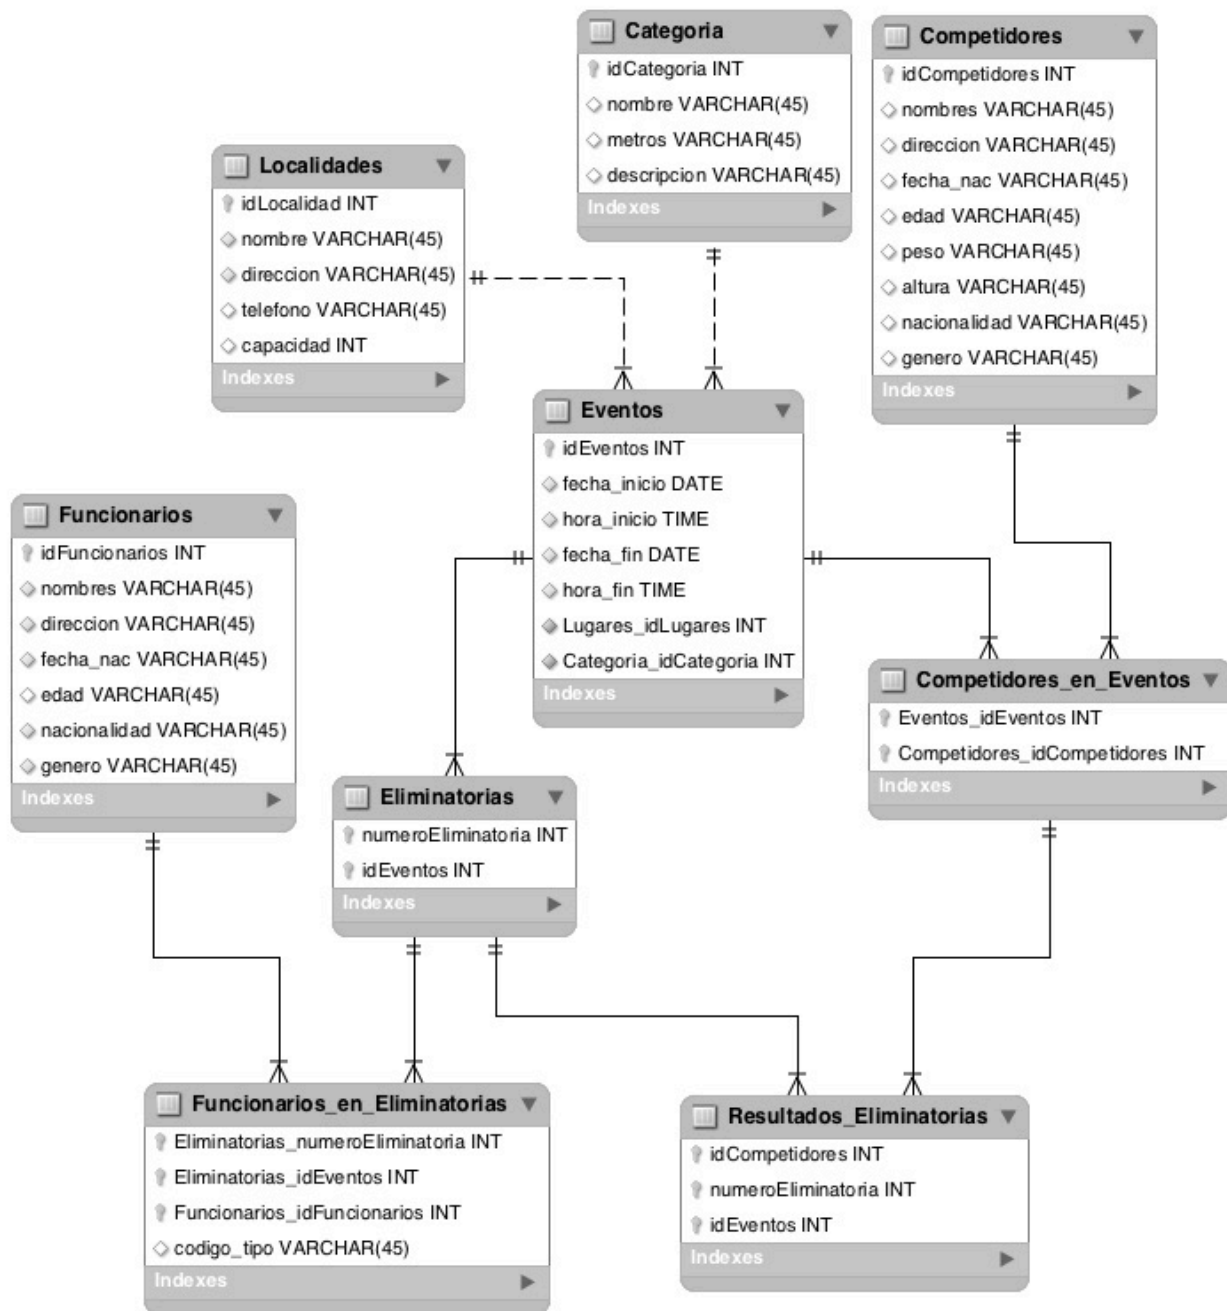 Categoria
idCategoria INT
nombre VARCHAR(45)
metros VARCHAR(45)
descripcion VARCHAR(45)
Indexes
Competidores
idCompetidores INT
nombres VARCHAR(45)
direccion VARCHAR(45)
fecha_nac VARCHAR(45)
edad VARCHAR(45)
peso VARCHAR(45)
altura VARCHAR(45)
nacionalidad VARCHAR(45)
genero VARCHAR(45)
Indexes
Localidades
idLocalidad INT
nombre VARCHAR(45)
direccion VARCHAR(45)
telefono VARCHAR(45)
capacidad INT
Indexes
Eventos
idEventos INT
fecha_inicio DATE
hora_inicio TIME
fecha_fin DATE
hora_fin TIME
Lugares_idLugares INT
Categoria_idCategoria INT
Indexes
Funcionarios
idFuncionarios INT
nombres VARCHAR(45)
direccion VARCHAR(45)
fecha_nac VARCHAR(45)
edad VARCHAR(45)
nacionalidad VARCHAR(45)
genero VARCHAR(45)
Indexes
Competidores_en_Eventos
Eventos_idEventos INT
Competidores_idCompetidores INT
Indexes
Eliminatorias
numeroEliminatoria INT
idEventos INT
Indexes
Funcionarios_en_Eliminatorias
Eliminatorias_numeroEliminatoria INT
Eliminatorias_idEventos INT
Funcionarios_idFuncionarios INT
codigo_tipo VARCHAR(45)
Indexes
Resultados_Eliminatorias
idCompetidores INT
numeroEliminatoria INT
idEventos INT
Indexes